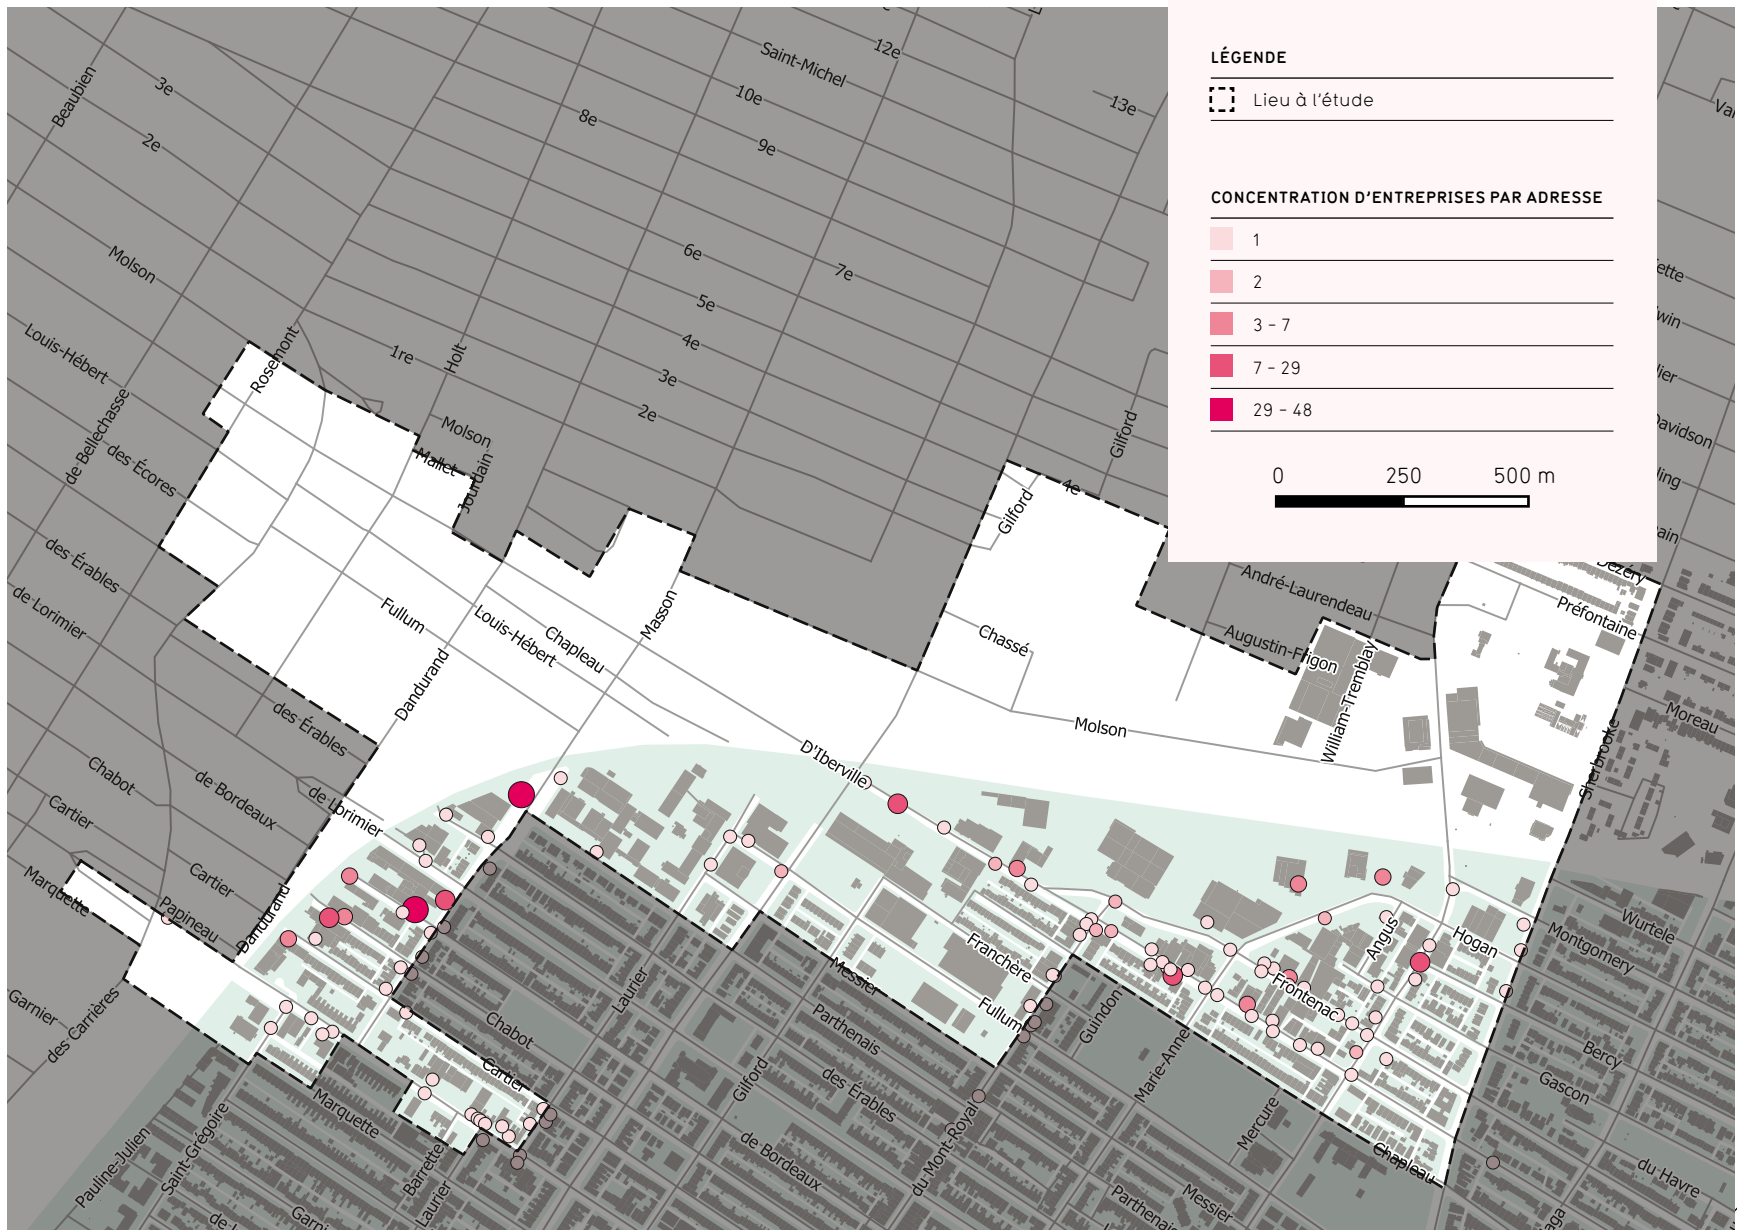 LÉGENDE
Lieu à l'étude
CONCENTRATION D'ENTREPRISES PAR ADRESSE
1
2
3 – 7
7 – 29
29 – 48
0 250 500 m
12e
Saint-Michel
Beaubien
3e
10e
13e
8e
2e
9e
Molson
6e
7e
5e
Louis-Hébert
Rosemont
1re
Holt
4e
3e
2e
de Bellechasse
Molson
Gilford
Davidson
des Écores
Mallet
Jourdain
4e
Gilford
des Érables
de Lorimier
Dézéry
André-Laurendeau
Préfontaine
Fullum
Louis-Hébert
Chapleau
Masson
Chassé
Augustin-Frigon
William-Tremblay
Dandurand
des Érables
Molson
Moreau
Sherbrooke
Chabot
de Bordeaux
de Lorimier
D'Iberville
Cartier
Cartier
Marquette
Papineau
Dandurand
Angus
Hogan
Wurtele
Montgomery
Franchère
Messier
Frontenac
Fullum
Garnier
des Carrières
Laurier
Chabot
Parthenais
Guindon
Marie-Anne
Bercy
Gascon
Cartier
Gilford
des Érables
Marquette
Mercure
Saint-Grégoire
Pauline-Julien
Barrette
Laurier
de Bordeaux
du Mont-Royal
Chapleau
du Havre
Parthenais
Messier